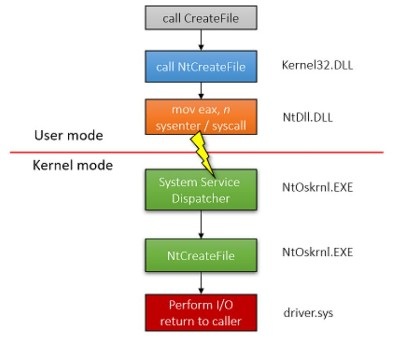 call CreateFile
call NtCreateFile
Kernel32.DLL
mov eax, n
sysenter / syscall
NtDll.DLL
User mode
Kernel mode
System Service
Dispatcher
NtOskrnl.EXE
NtCreateFile
NtOskrnl.EXE
Perform I/O
return to caller
driver.sys